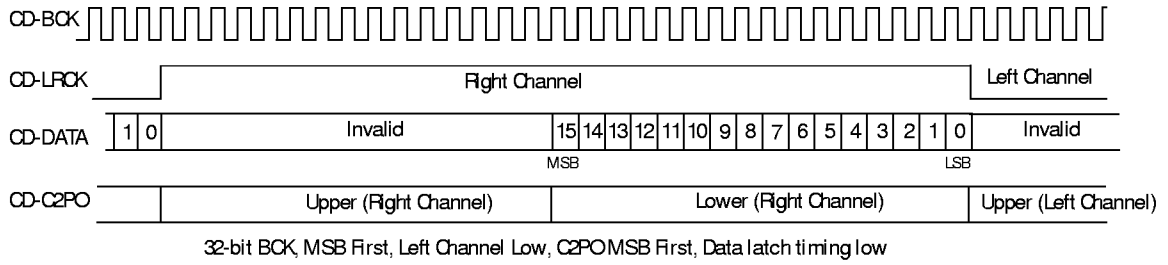 CD-BCK
CD-LRCK Right Channel Left Channel
CD-DATA 1 0 Invalid 15 14 13 12 11 10 9 8 7 6 5 4 3 2 1 0 Invalid
MSB LSB
CD-C2PO Upper (Right Channel) Lower (Right Channel) Upper (Left Channel)
32-bit BCK, MSB First, Left Channel Low, C2PO MSB First, Data latch timing low